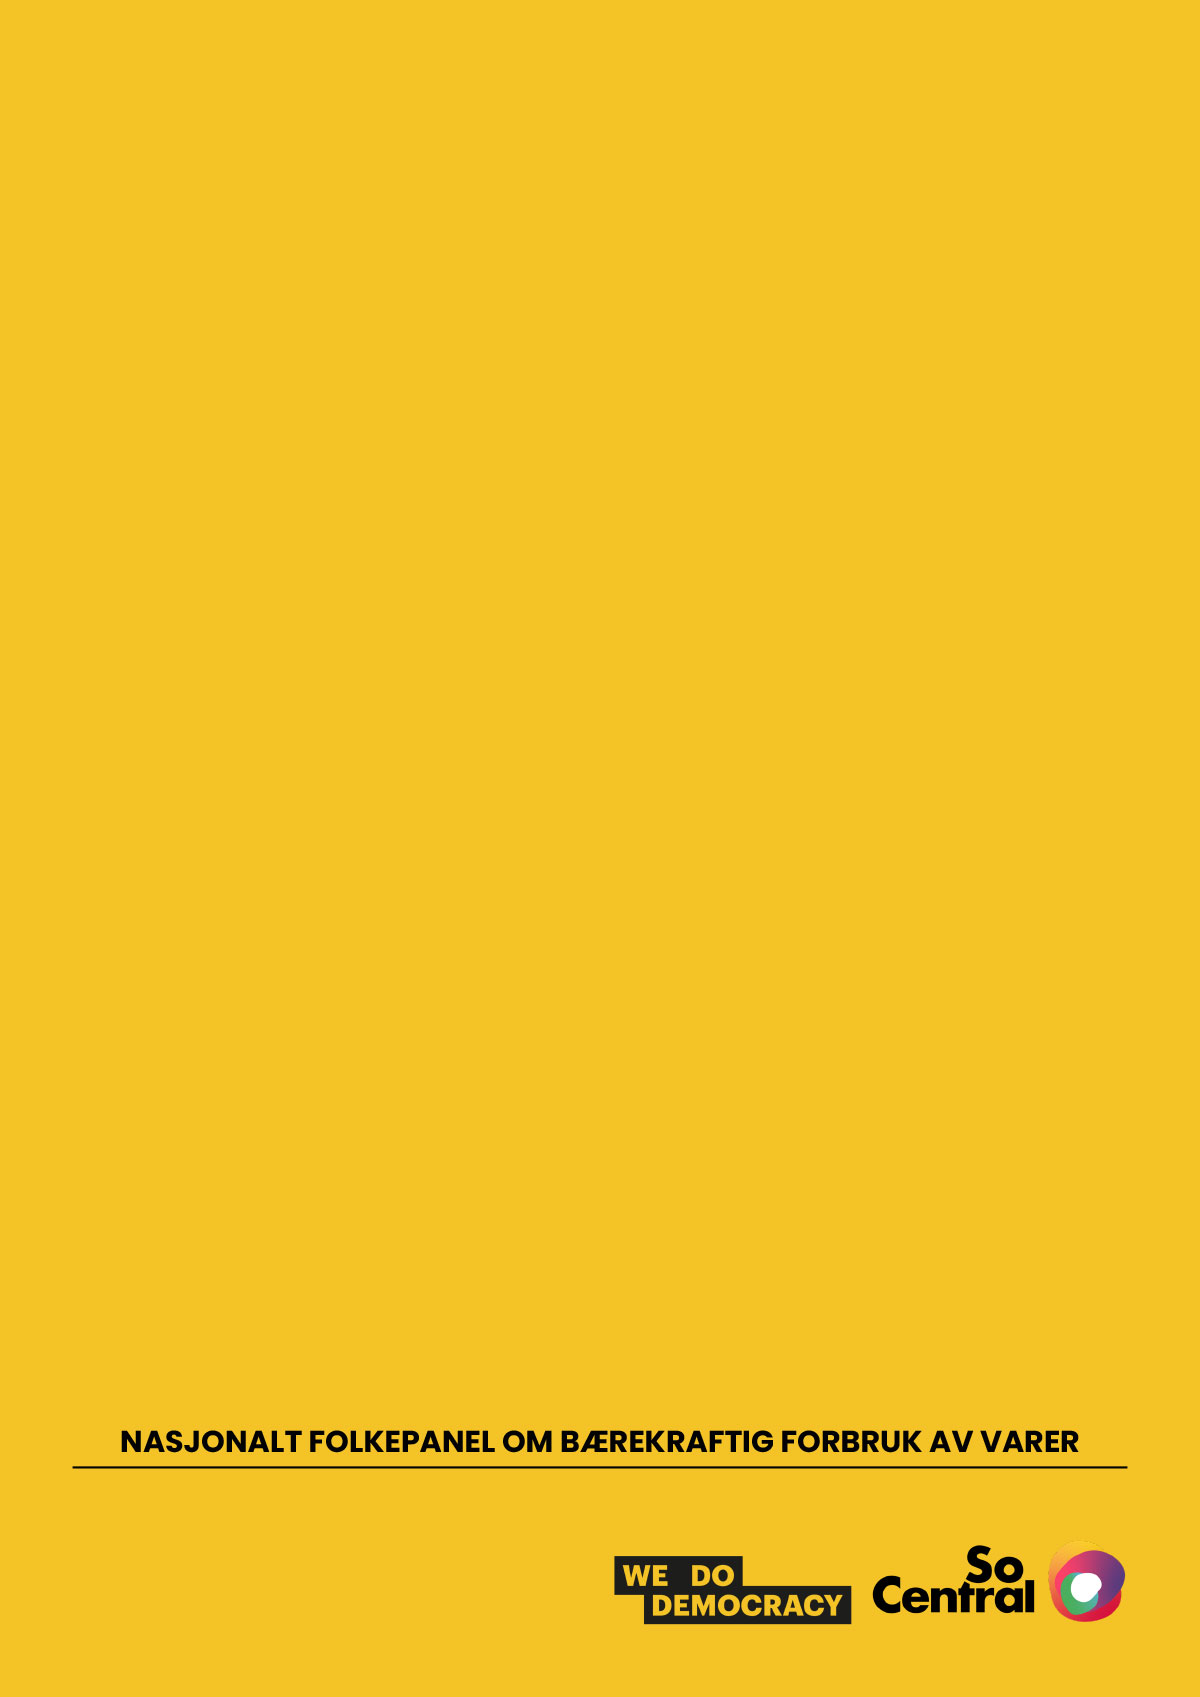 NASJONALT FOLKEPANEL OM BÆREKRAFTIG FORBRUK AV VARER
WE DO
DEMOCRACY
So
Central